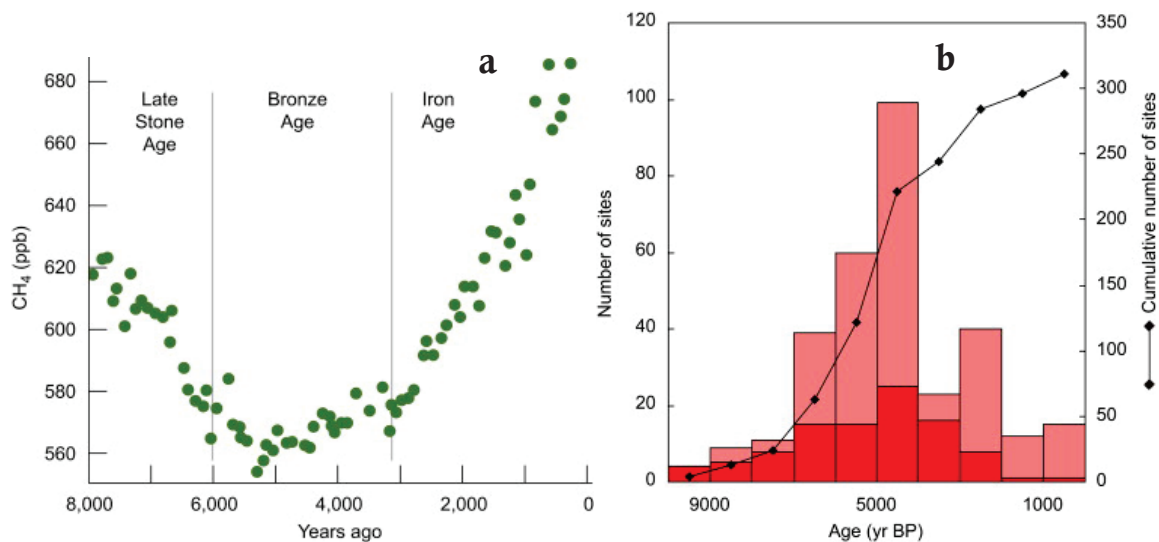 a
CH₄ (ppb)
680
660
640
620
600
580
560
Late
Stone
Age
Bronze
Age
Iron
Age
8,000
6,000
4,000
2,000
0
Years ago
b
Number of sites
120
100
80
60
40
20
0
9000
5000
1000
Age (yr BP)
350
300
250
200
150
100
50
0
Cumulative number of sites